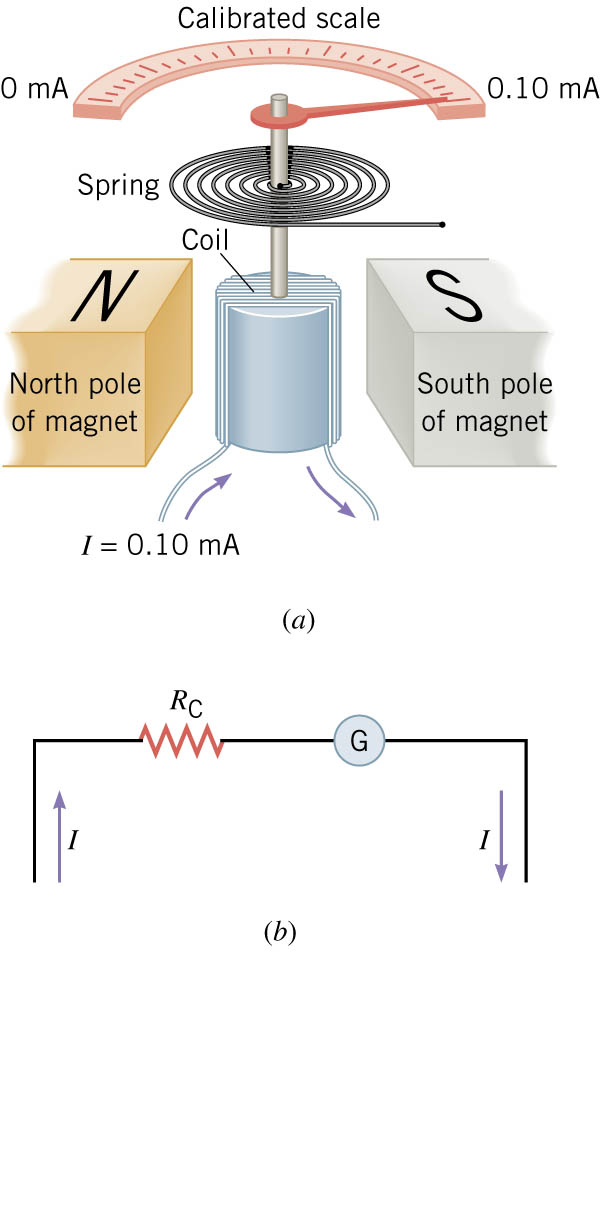 Calibrated scale
0 mA
0.10 mA
Spring
Coil
N
S
North pole
of magnet
South pole
of magnet
I = 0.10 mA
(a)
RC
G
I
I
(b)